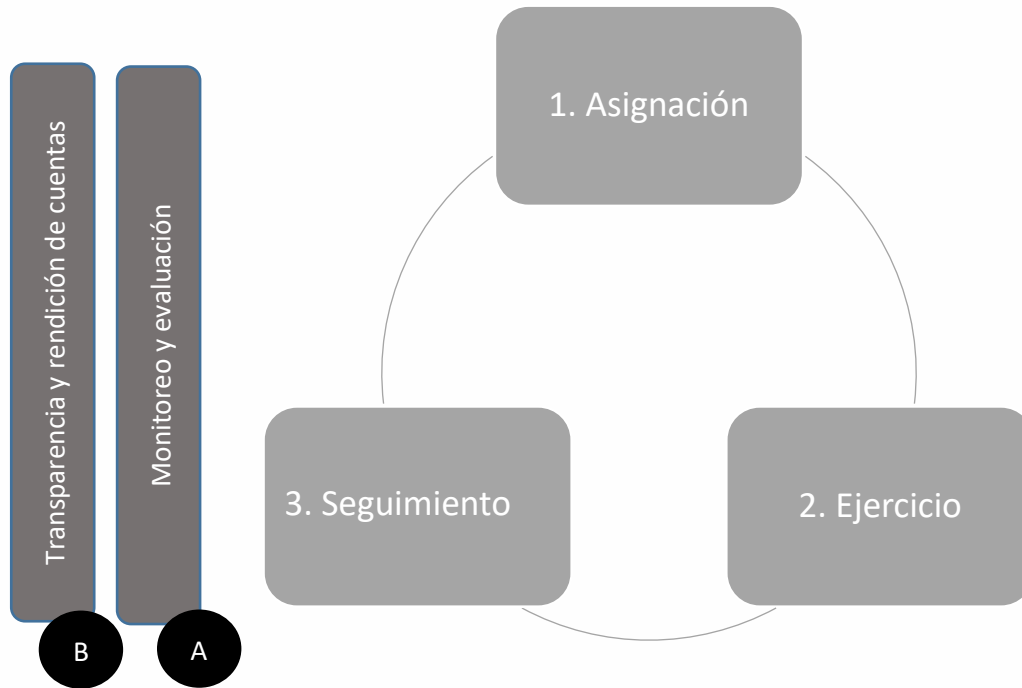 Transparencia y rendición de cuentas
B
Monitoreo y evaluación
A
1. Asignación
3. Seguimiento
2. Ejercicio